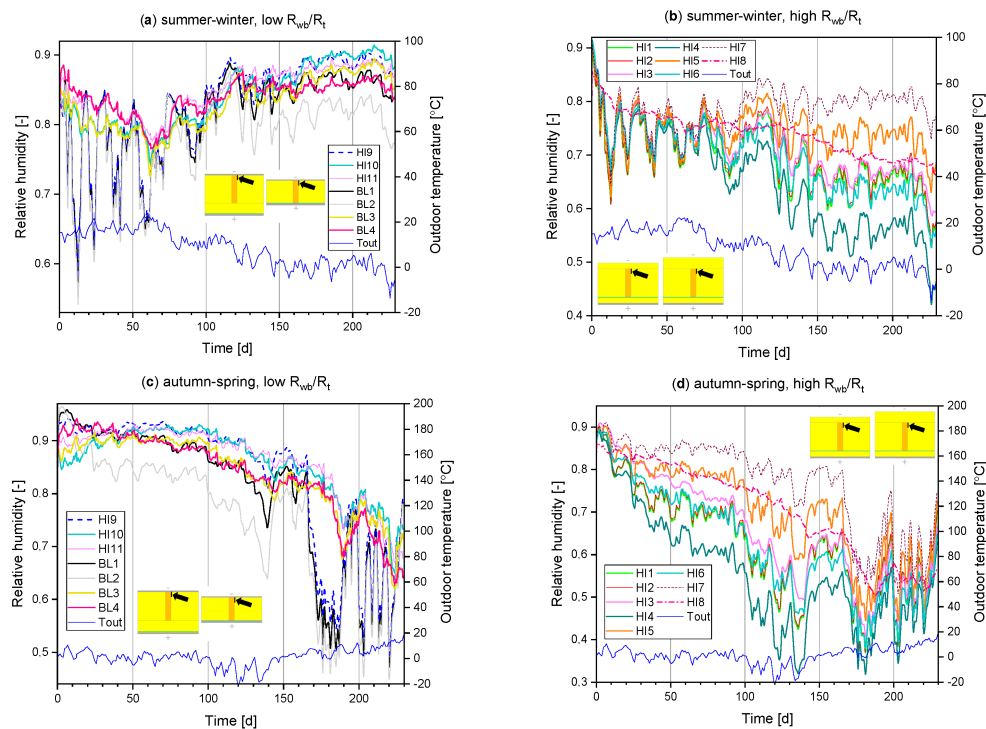 (a) summer-winter, low Rwb/Rt
Relative humidity [-]
0.9
0.8
0.7
0.6
100
80
60
40
20
0
-20
Outdoor temperature [°C]
HI9
HI10
HI11
BL1
BL2
BL3
BL4
Tout
0 50 100 150 200
Time [d]
(b) summer-winter, high Rwb/Rt
Relative humidity [-]
0.9
0.8
0.7
0.6
0.5
0.4
HI1 HI4 HI7
HI2 HI5 HI8
HI3 HI6 Tout
100
80
60
40
20
0
-20
Outdoor temperature [°C]
0 50 100 150 200
Time [d]
(c) autumn-spring, low Rwb/Rt
Relative humidity [-]
0.9
0.8
0.7
0.6
0.5
HI9
HI10
HI11
BL1
BL2
BL3
BL4
Tout
200
180
160
140
120
100
80
60
40
20
0
-20
Outdoor temperature [°C]
0 50 100 150 200
Time [d]
(d) autumn-spring, high Rwb/Rt
Relative humidity [-]
0.9
0.8
0.7
0.6
0.5
0.4
0.3
HI1 HI6
HI2 HI7
HI3 HI8
HI4 Tout
HI5
200
180
160
140
120
100
80
60
40
20
0
-20
Outdoor temperature [°C]
0 50 100 150 200
Time [d]